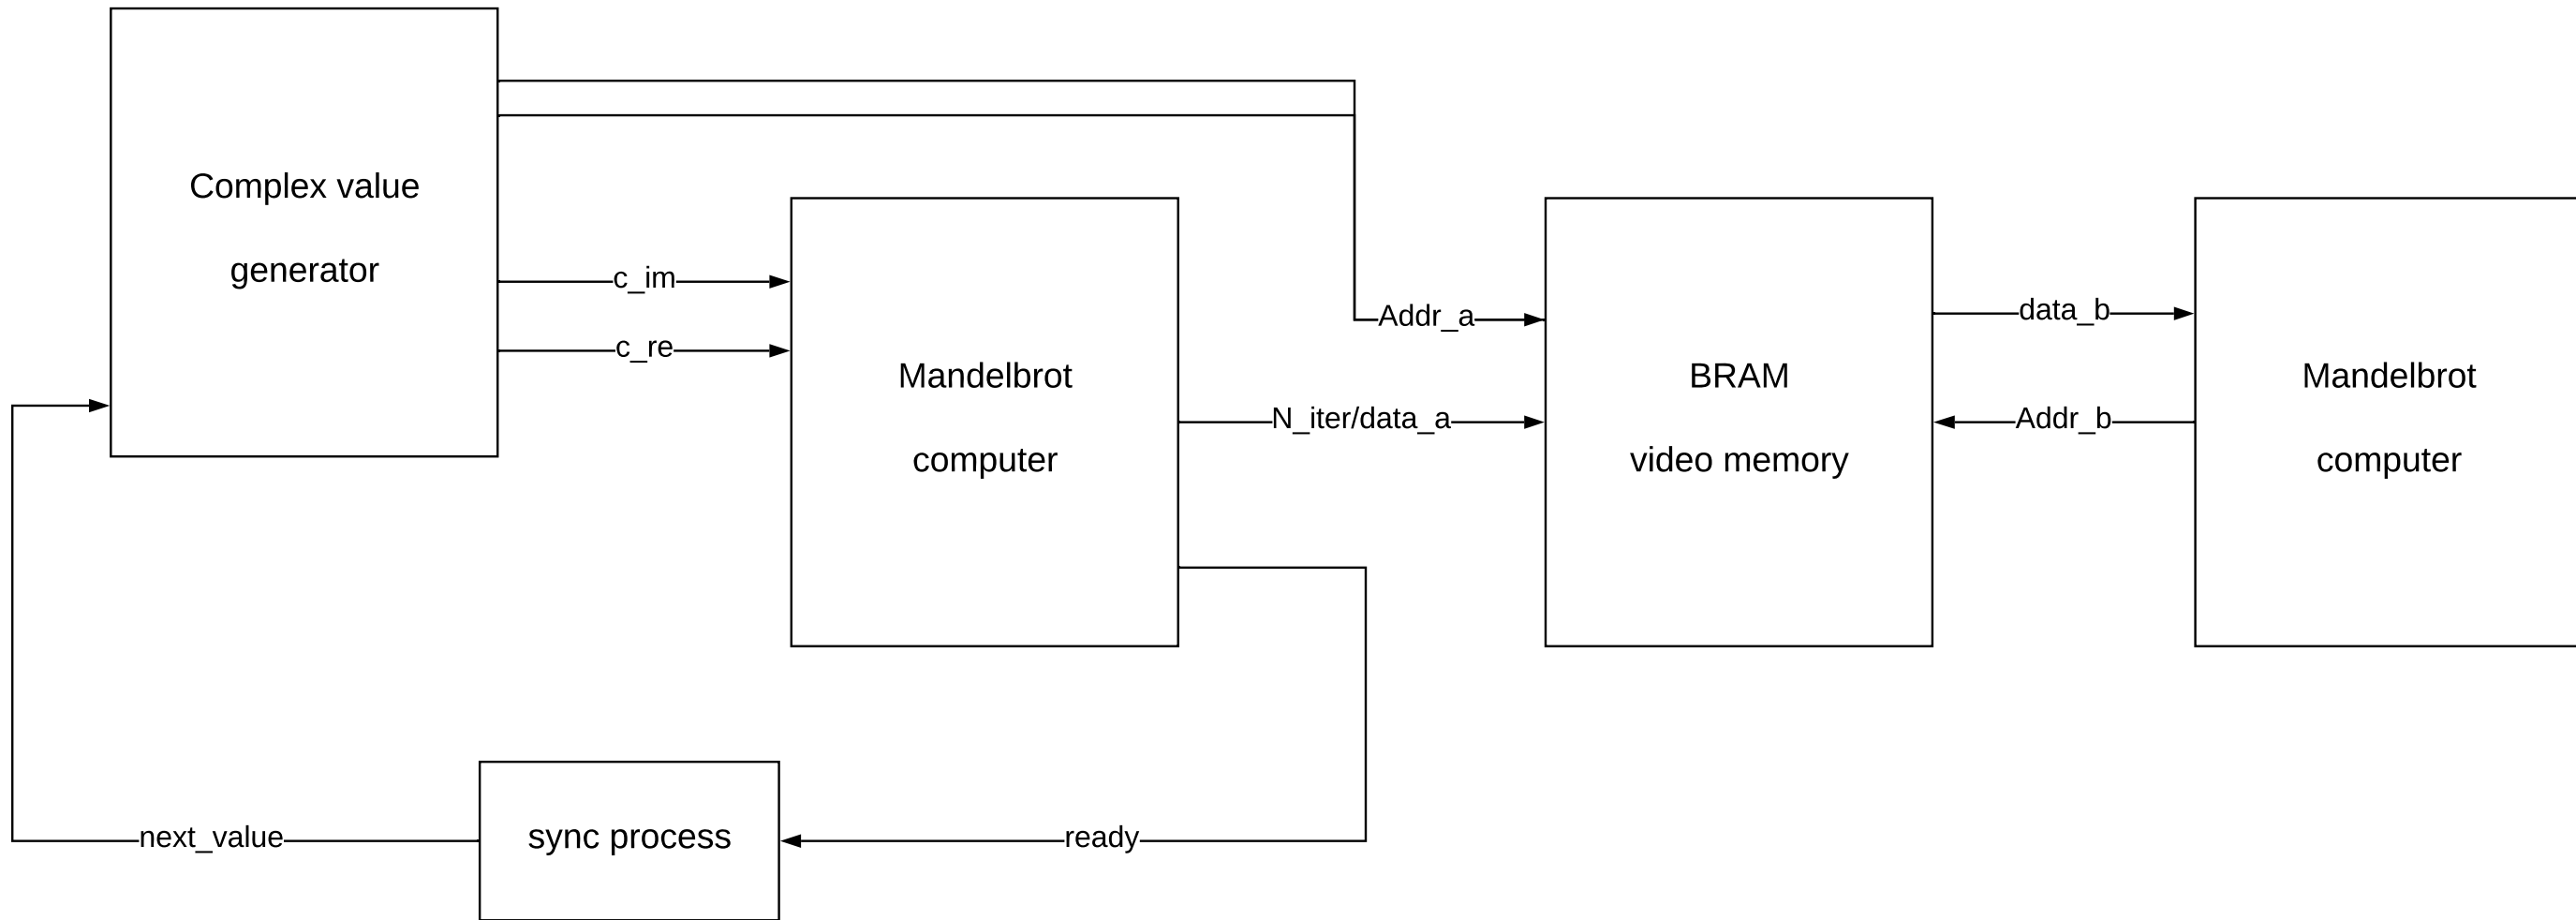 Complex value
generator
c_im
c_re
Mandelbrot
computer
Addr_a
N_iter/data_a
BRAM
video memory
data_b
Addr_b
Mandelbrot
computer
next_value
sync process
ready